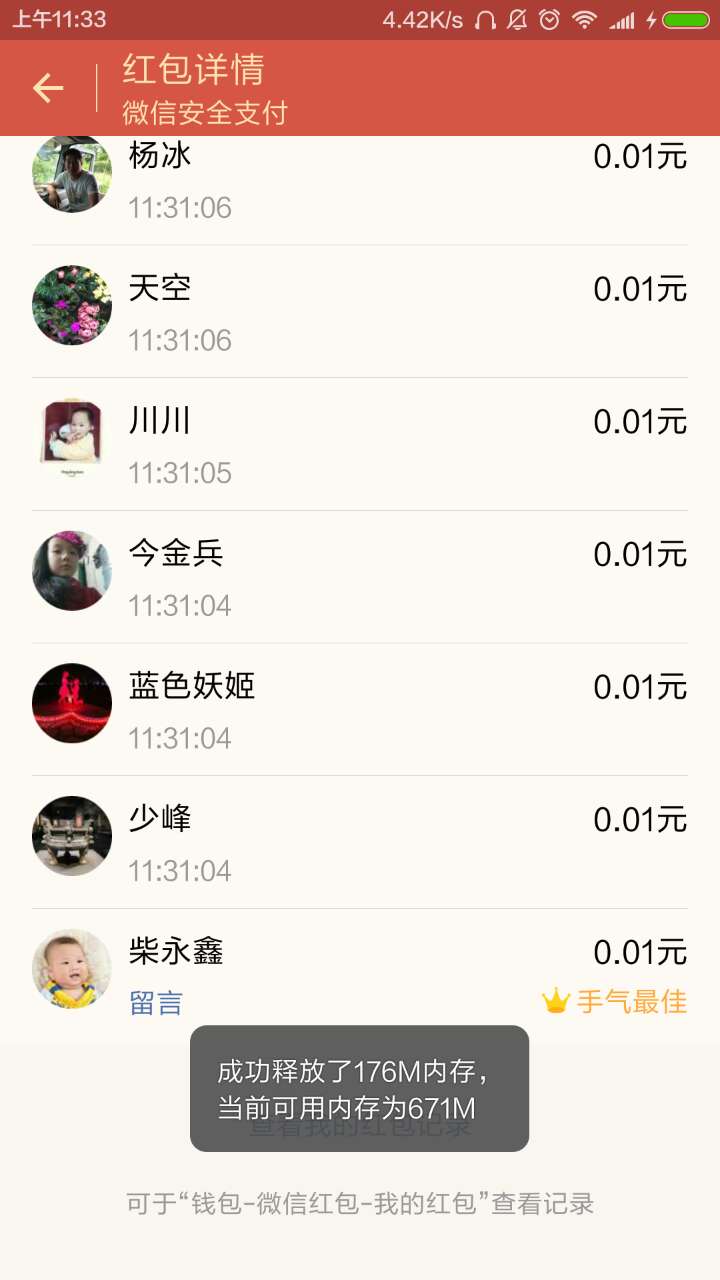 上午11:33
4.42K/s
红包详情
微信安全支付
杨冰
0.01元
11:31:06
天空
0.01元
11:31:06
川川
0.01元
11:31:05
今金兵
0.01元
11:31:04
蓝色妖姬
0.01元
11:31:04
少峰
0.01元
11:31:04
柴永鑫
0.01元
留言
手气最佳
成功释放了176M内存，
当前可用内存为671M
查看我的红包记录
可于“钱包-微信红包-我的红包”查看记录